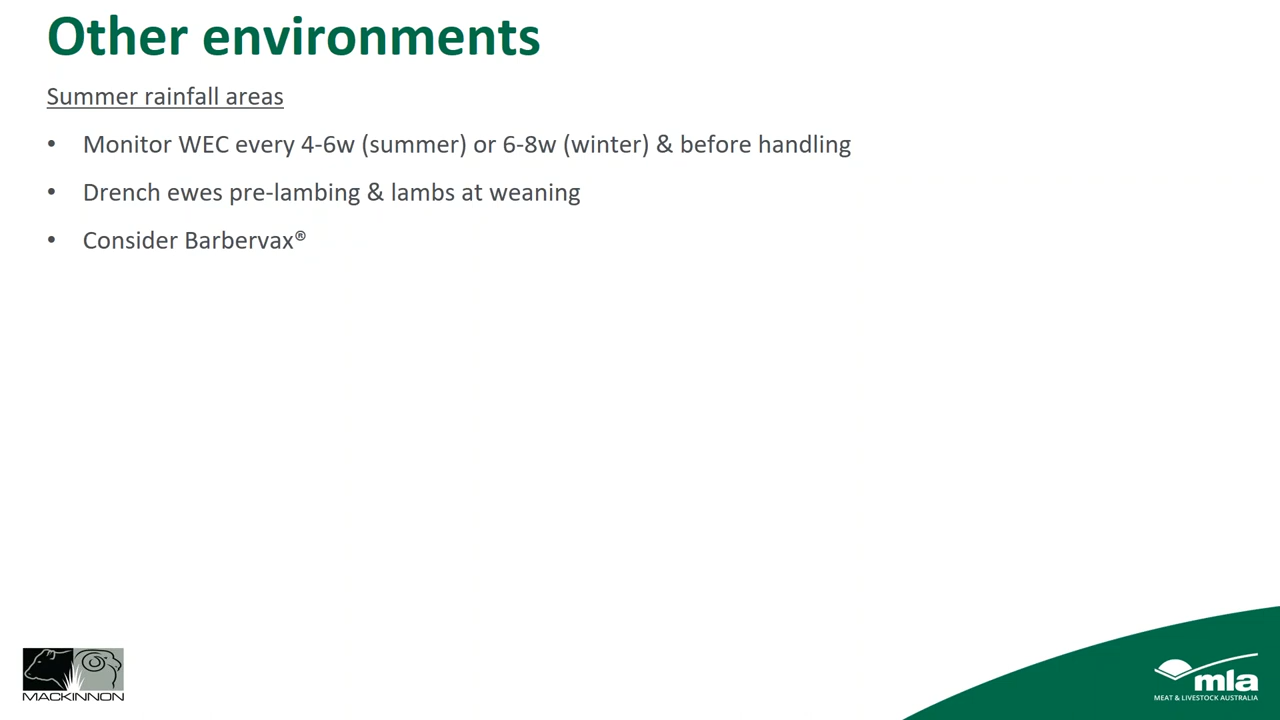 Other environments
Summer rainfall areas
• Monitor WEC every 4-6w (summer) or 6-8w (winter) & before handling
• Drench ewes pre-lambing & lambs at weaning
• Consider Barbervax®
MACKINNON
mla
MEAT & LIVESTOCK AUSTRALIA